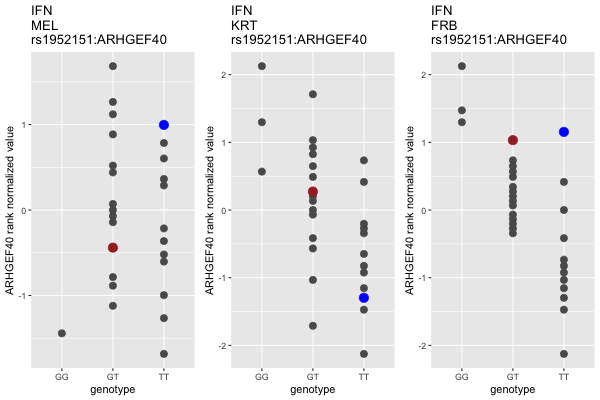 IFN
MEL
rs1952151:ARHGEF40
ARHGEF40 rank normalized value
1
0
-1
GG GT TT
genotype
IFN
KRT
rs1952151:ARHGEF40
ARHGEF40 rank normalized value
2
1
0
-1
-2
GG GT TT
genotype
IFN
FRB
rs1952151:ARHGEF40
ARHGEF40 rank normalized value
2
1
0
-1
-2
GG GT TT
genotype